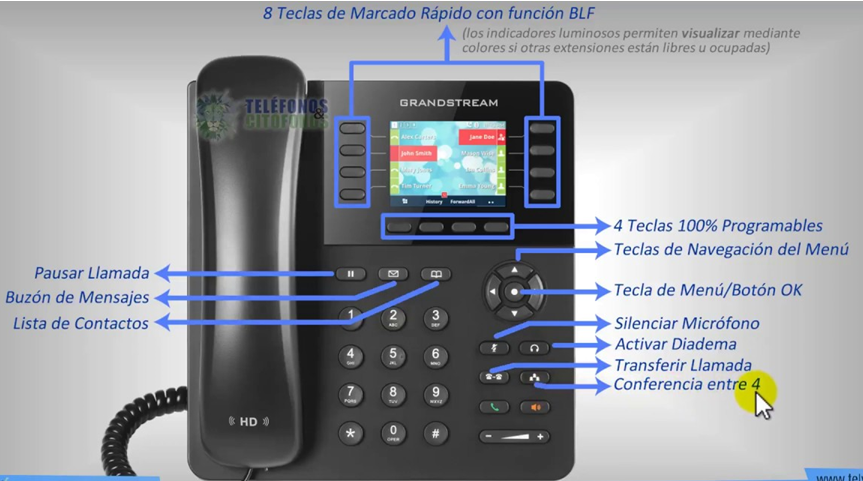 8 Teclas de Marcado Rápido con función BLF
(los indicadores luminosos permiten visualizar mediante
colores si otras extensiones están libres u ocupadas)
TELÉFONOS
&
CITÓFONOS
GRANDSTREAM
Jane Doe
John Smith
Tom Turner
History ForwardAll
4 Teclas 100% Programables
Teclas de Navegación del Menú
Pausar Llamada
Buzón de Mensajes
Tecla de Menú/Botón OK
Lista de Contactos
Silenciar Micrófono
Activar Diadema
Transferir Llamada
Conferencia entre 4
1
2 ABC
3 DEF
4 GHI
5 JKL
6 MNO
7 PQRS
8 TUV
9 WXYZ
*
0 OPER
#
HD
- +